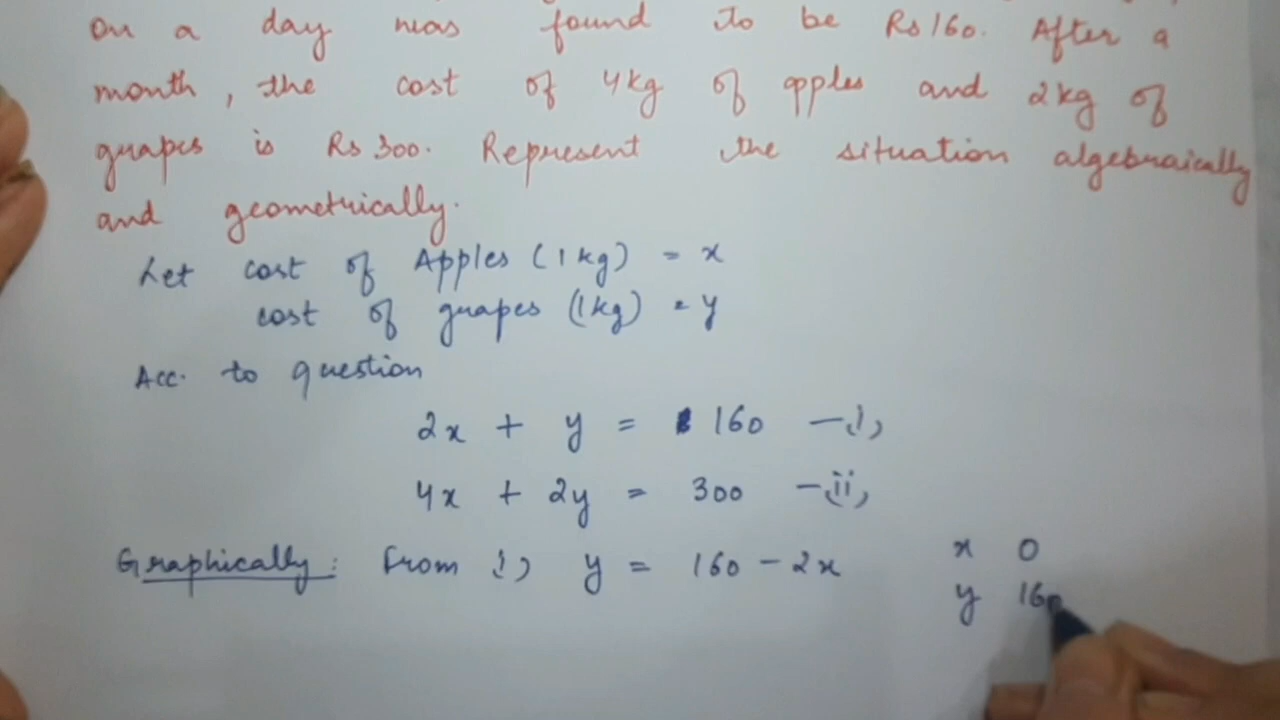 on a day was found to be Rs 160. After a
month, the cost of 4kg of apples and 2kg of
grapes is Rs 300. Represent the situation algebraically
and geometrically.
Let cost of Apples (1 kg) = x
cost of grapes (1kg) = y
Acc. to question
2x + y = 160 - i)
4x + 2y = 300 - ii)
Graphically: From i) y = 160 - 2x
x 0
y 160